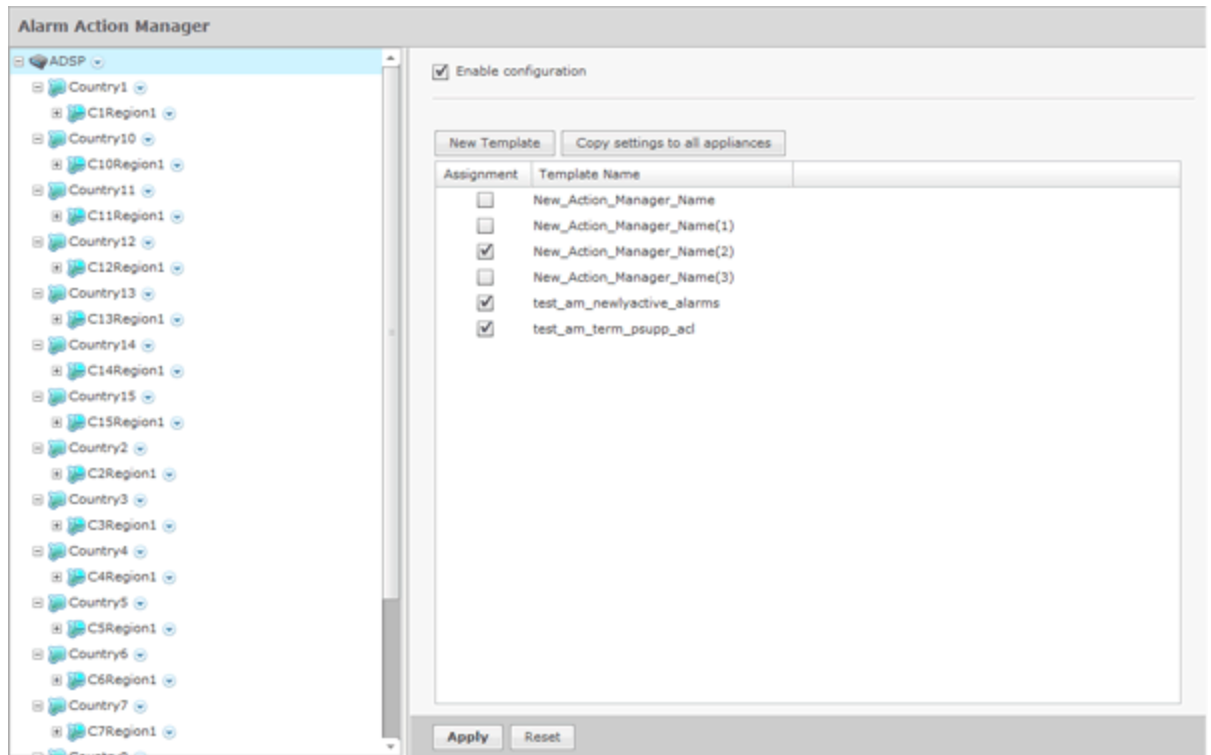 Alarm Action Manager
ADSP
Country1
C1Region1
Country10
C10Region1
Country11
C11Region1
Country12
C12Region1
Country13
C13Region1
Country14
C14Region1
Country15
C15Region1
Country2
C2Region1
Country3
C3Region1
Country4
C4Region1
Country5
C5Region1
Country6
C6Region1
Country7
C7Region1
Enable configuration
New Template
Copy settings to all appliances
Assignment Template Name
New_Action_Manager_Name
New_Action_Manager_Name(1)
New_Action_Manager_Name(2)
New_Action_Manager_Name(3)
test_am_newlyactive_alarms
test_am_term_psupp_acl
Apply
Reset